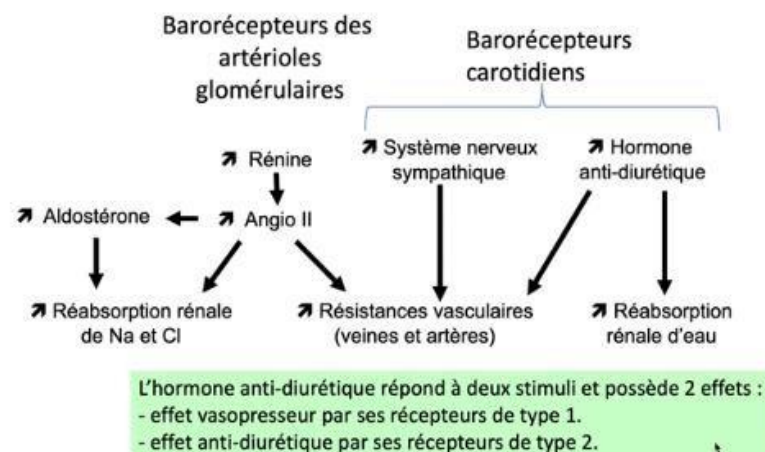 Barorécepteurs des
artérioles
glomérulaires
Barorécepteurs
carotidiens
↗ Rénine
↗ Système nerveux
sympathique
↗ Hormone
anti-diurétique
↗ Aldostérone
↗ Angio II
↗ Réabsorption rénale
de Na et Cl
↗ Résistances vasculaires
(veines et artères)
↗ Réabsorption
rénale d'eau
L'hormone anti-diurétique répond à deux stimuli et possède 2 effets :
- effet vasopresseur par ses récepteurs de type 1.
- effet anti-diurétique par ses récepteurs de type 2.